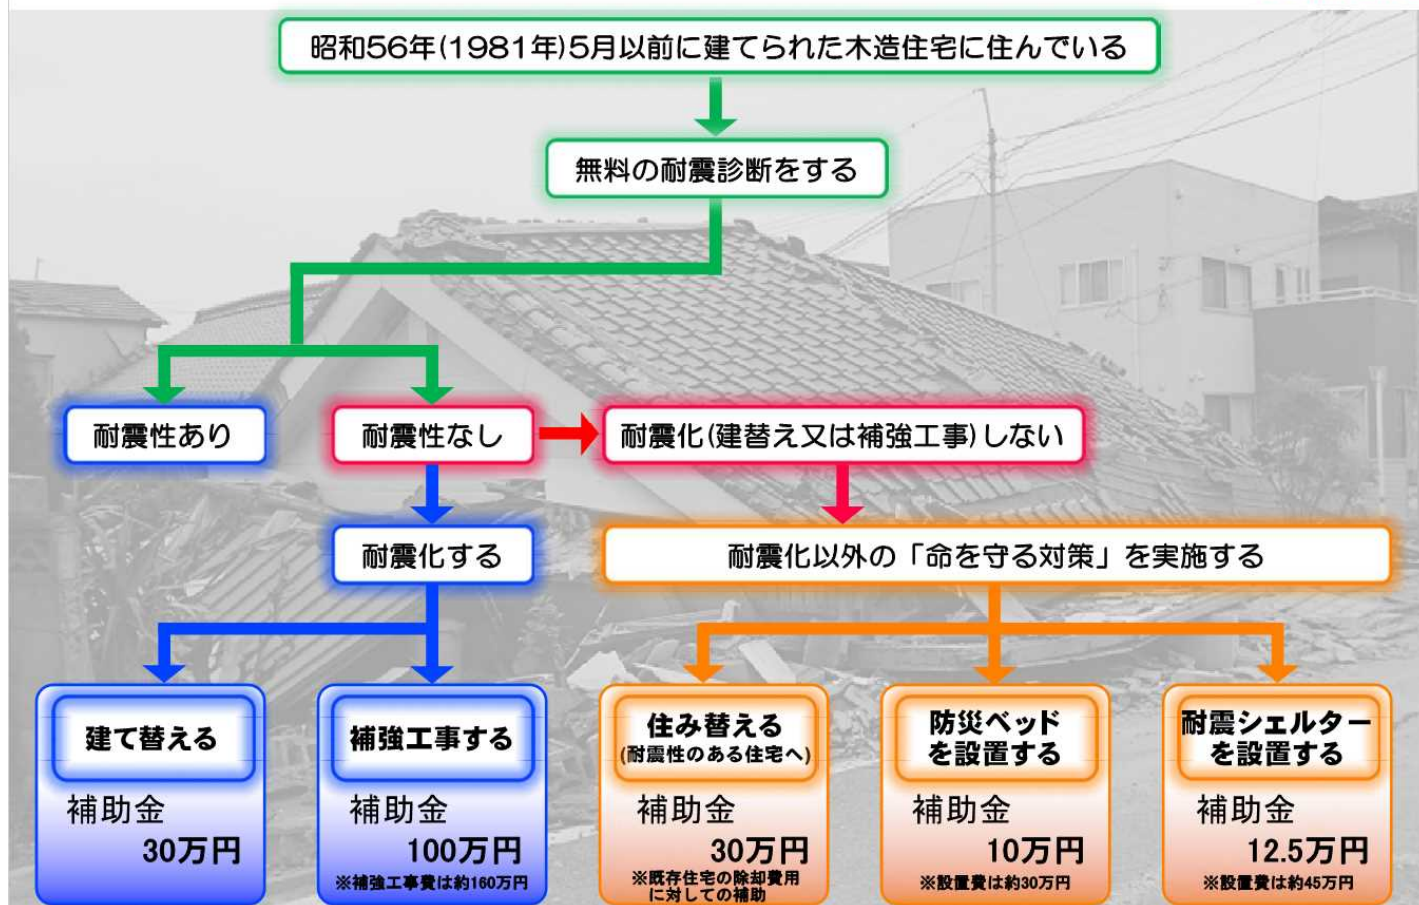 昭和56年(1981年)5月以前に建てられた木造住宅に住んでいる
無料の耐震診断をする
耐震性あり
耐震性なし
耐震化(建替え又は補強工事)しない
耐震化する
耐震化以外の「命を守る対策」を実施する
建て替える
補助金
30万円
補強工事する
補助金
100万円
※補強工事費は約160万円
住み替える
(耐震性のある住宅へ)
補助金
30万円
※既存住宅の除却費用
に対しての補助
防災ベッド
を設置する
補助金
10万円
※設置費は約30万円
耐震シェルター
を設置する
補助金
12.5万円
※設置費は約45万円